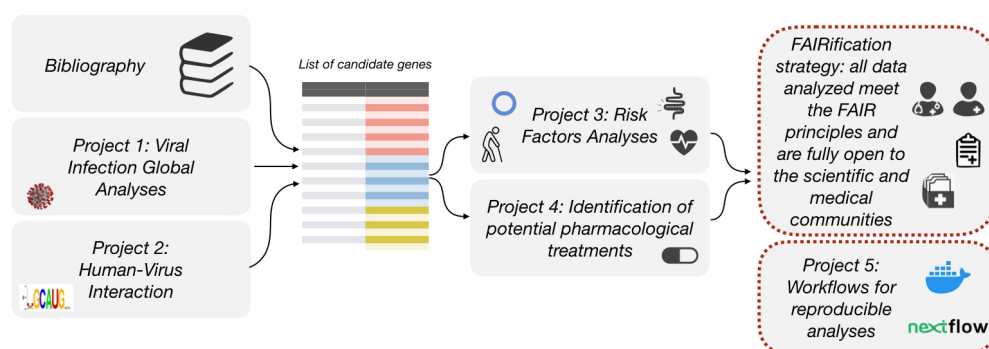 Bibliography
Project 1: Viral
Infection Global
Analyses
Project 2:
Human-Virus
Interaction
GCAUG
List of candidate genes
Project 3: Risk
Factors Analyses
Project 4: Identification of
potential pharmacological
treatments
FAIRification
strategy: all data
analyzed meet
the FAIR
principles and
are fully open to
the scientific and
medical
communities
Project 5:
Workflows for
reproducible
analyses
nextflow